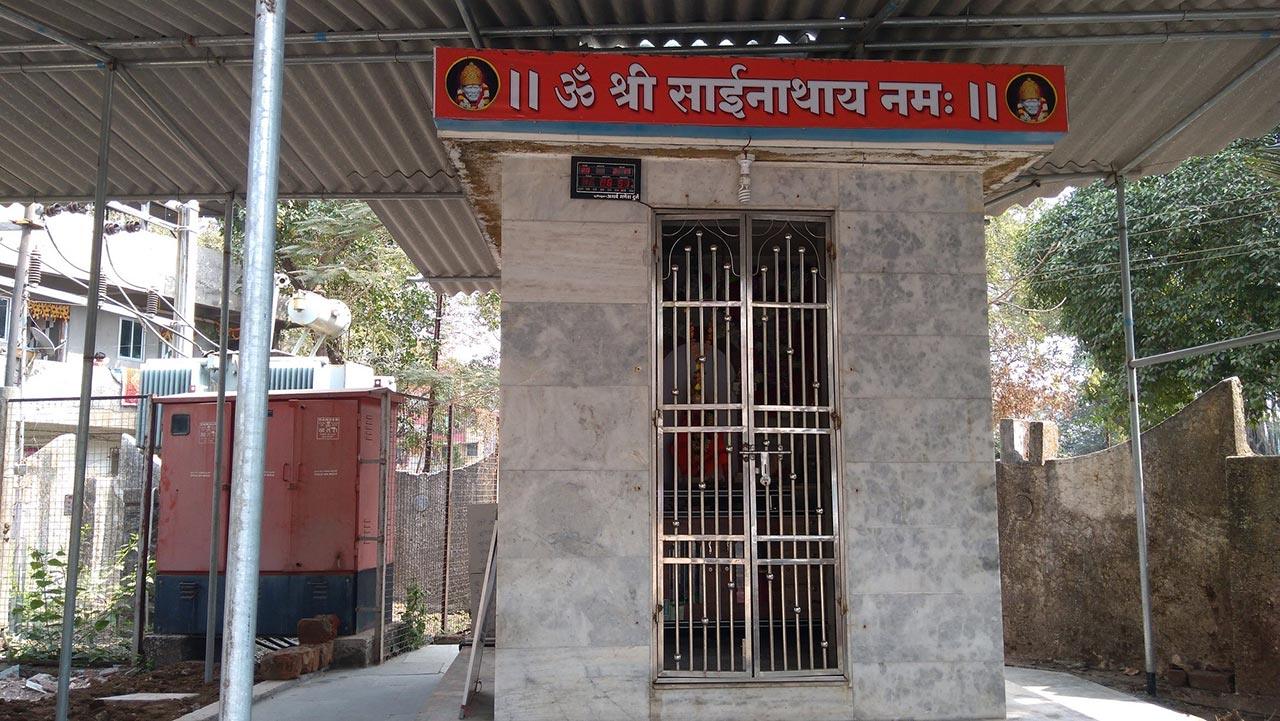 || ॐ श्री साईनाथाय नमः ||